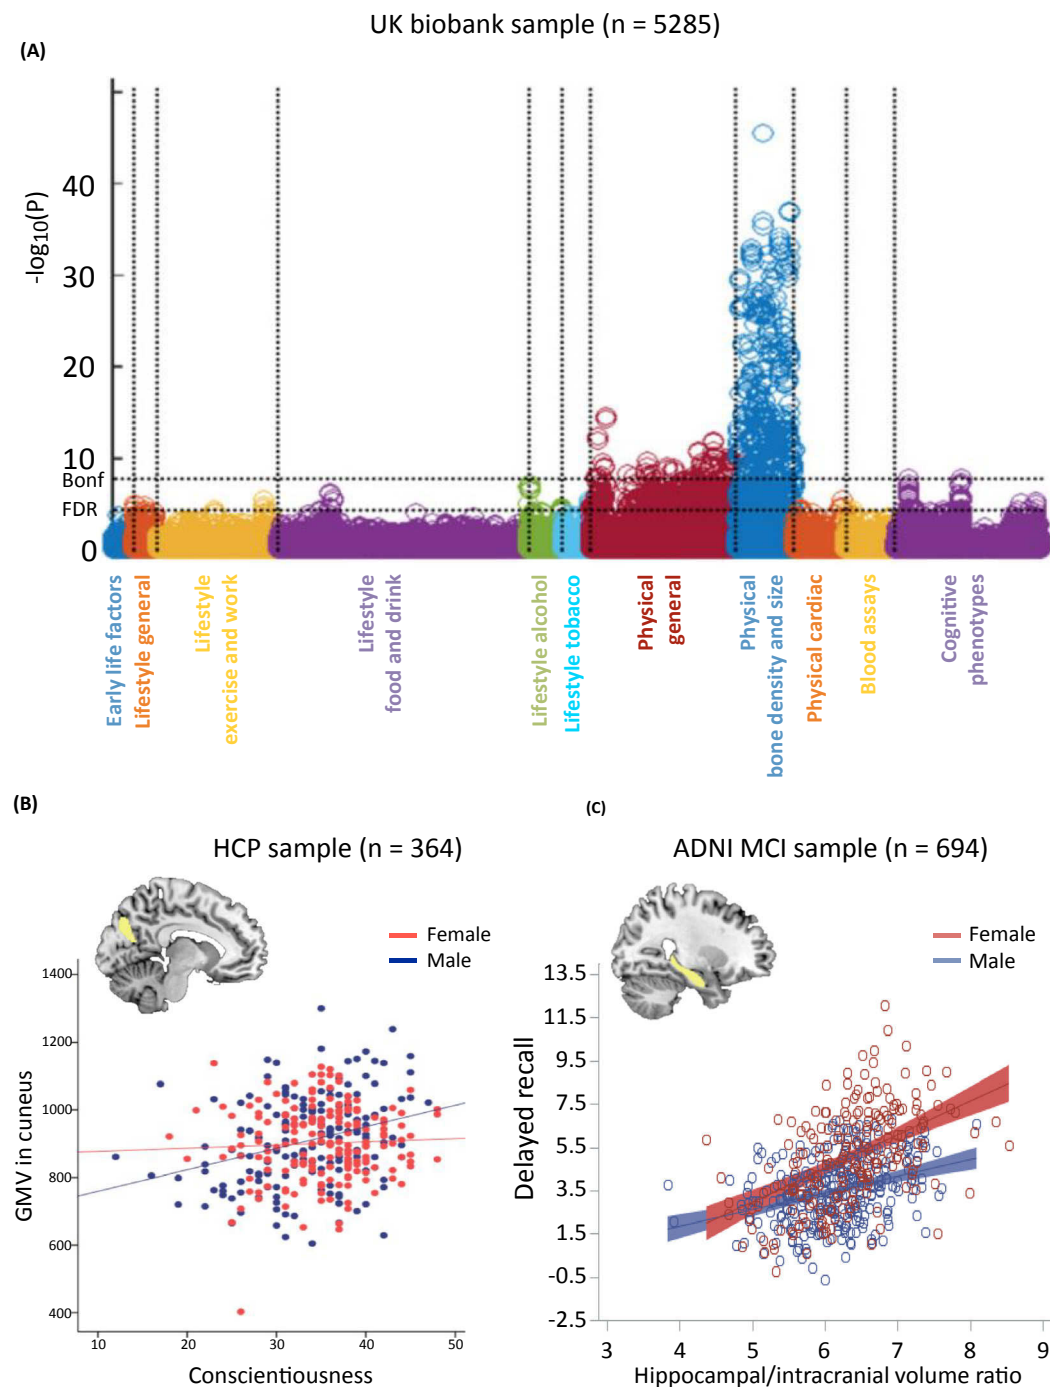 UK biobank sample (n = 5285)
(A)
-log10(P)
40
30
20
10
Bonf
FDR
0
Early life factors
Lifestyle general
Lifestyle
exercise and work
Lifestyle
food and drink
Lifestyle alcohol
Lifestyle tobacco
Physical
general
Physical
bone density and size
Physical cardiac
Blood assays
Cognitive
phenotypes
(B)
HCP sample (n = 364)
Female
Male
GMV in cuneus
1400
1200
1000
800
600
400
10 20 30 40 50
Conscientiousness
(C)
ADNI MCI sample (n = 694)
Female
Male
Delayed recall
13.5
11.5
9.5
7.5
5.5
3.5
1.5
-0.5
-2.5
3 4 5 6 7 8 9
Hippocampal/intracranial volume ratio